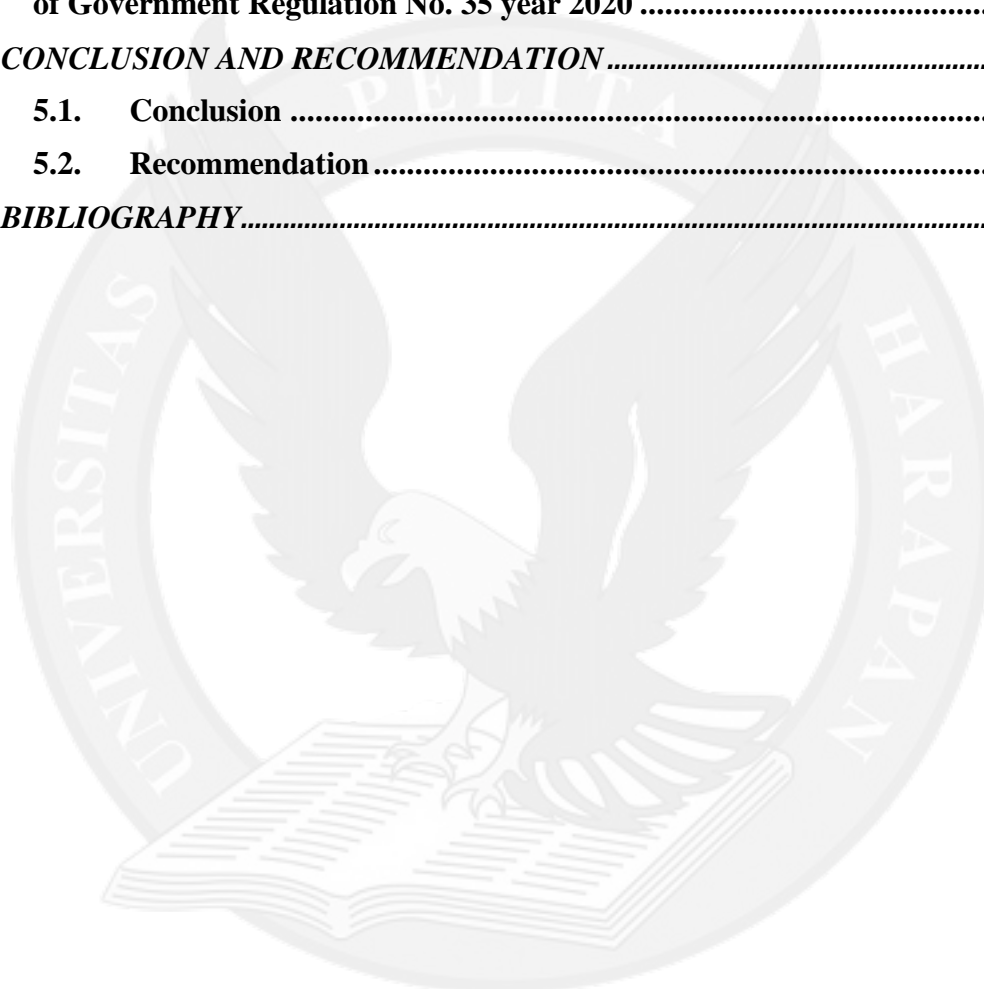 of Government Regulation No. 35 year 2020 ........................................
CONCLUSION AND RECOMMENDATION ............................................
5.1. Conclusion ................................................................................
5.2. Recommendation ......................................................................
BIBLIOGRAPHY ................................................................................
UNIVERSITAS PELITA HARAPAN